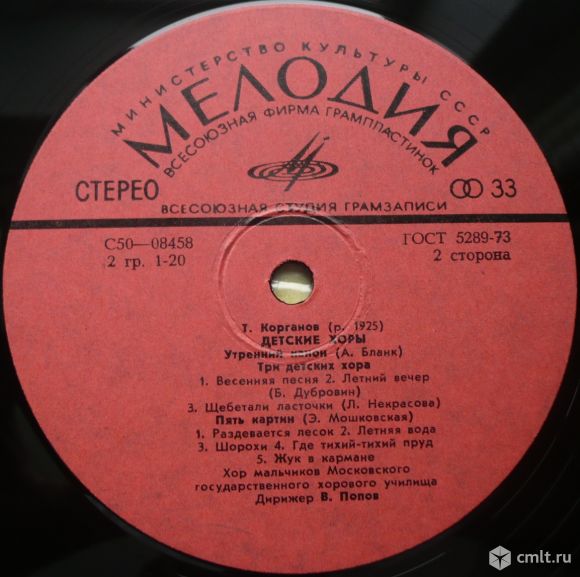 МИНИСТЕРСТВО КУЛЬТУРЫ СССР
МЕЛОДИЯ
ВСЕСОЮЗНАЯ ФИРМА ГРАМПЛАСТИНОК
СТЕРЕО
33
ВСЕСОЮЗНАЯ СТУДИЯ ГРАМЗАПИСИ
С50—08458
ГОСТ 5289-73
2 гр. 1-20
2 сторона
Т. Корганов (р. 1925)
ДЕТСКИЕ ХОРЫ
Утренний канон (А. Бланк)
Три детских хора
1. Весенняя песня 2. Летний вечер
(Б. Дубровин)
3. Щебетали ласточки (Л. Некрасова)
Пять картин (Э. Мошковская)
1. Раздевается лесок 2. Летняя вода
3. Шорохи 4. Где тихий-тихий пруд
5. Жук в кармане
Хор мальчиков Московского
государственного хорового училища
Дирижер В. Попов
cmlt.ru